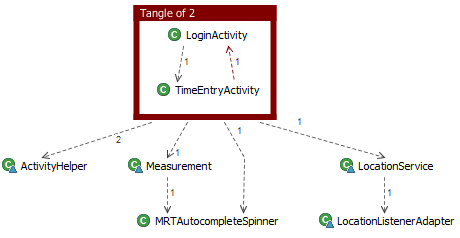 Tangle of 2
C LoginActivity
1 1
C TimeEntryActivity
2 1 1 1
C ActivityHelper C Measurement C LocationService
1 1
C MRTAutocompleteSpinner C LocationListenerAdapter